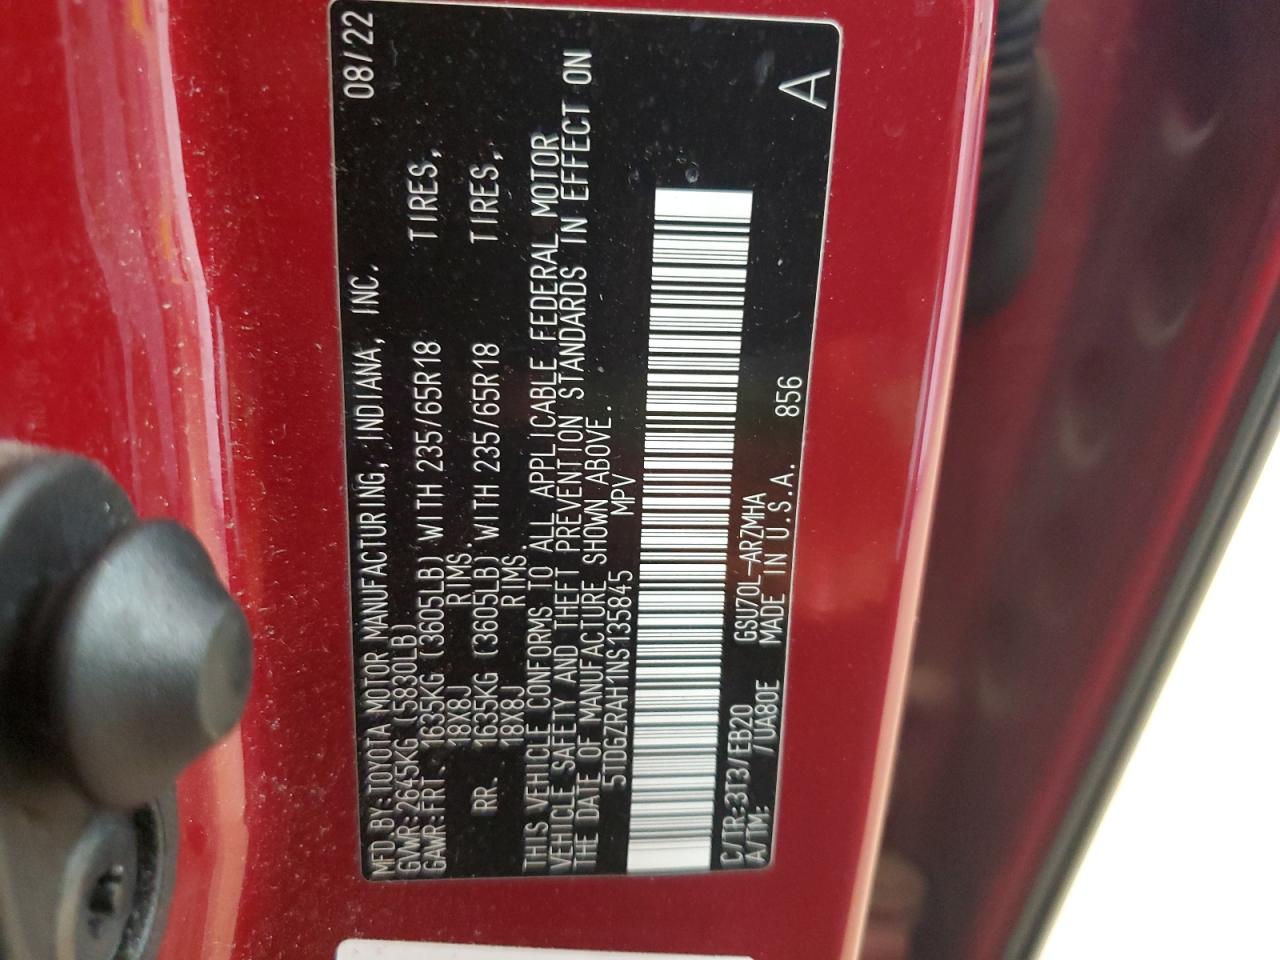 MFD.BY:TOYOTA MOTOR MANUFACTURING, INDIANA, INC. 08/22
GVWR:2645KG(5830LB)
GAWR:FRT. 1635KG (3605LB) WITH 235/65R18 TIRES,
18X8J RIMS.
RR. 1635KG (3605LB) WITH 235/65R18 TIRES,
18X8J RIMS.
THIS VEHICLE CONFORMS TO ALL APPLICABLE FEDERAL MOTOR
VEHICLE SAFETY AND THEFT PREVENTION STANDARDS IN EFFECT ON
THE DATE OF MANUFACTURE SHOWN ABOVE.
5TDGZRAH1NS135845 MPV
C/TR:3T3/EB20 GSU70L-ARZMHA
A/TM: /UA80E MADE IN U.S.A. 856 A